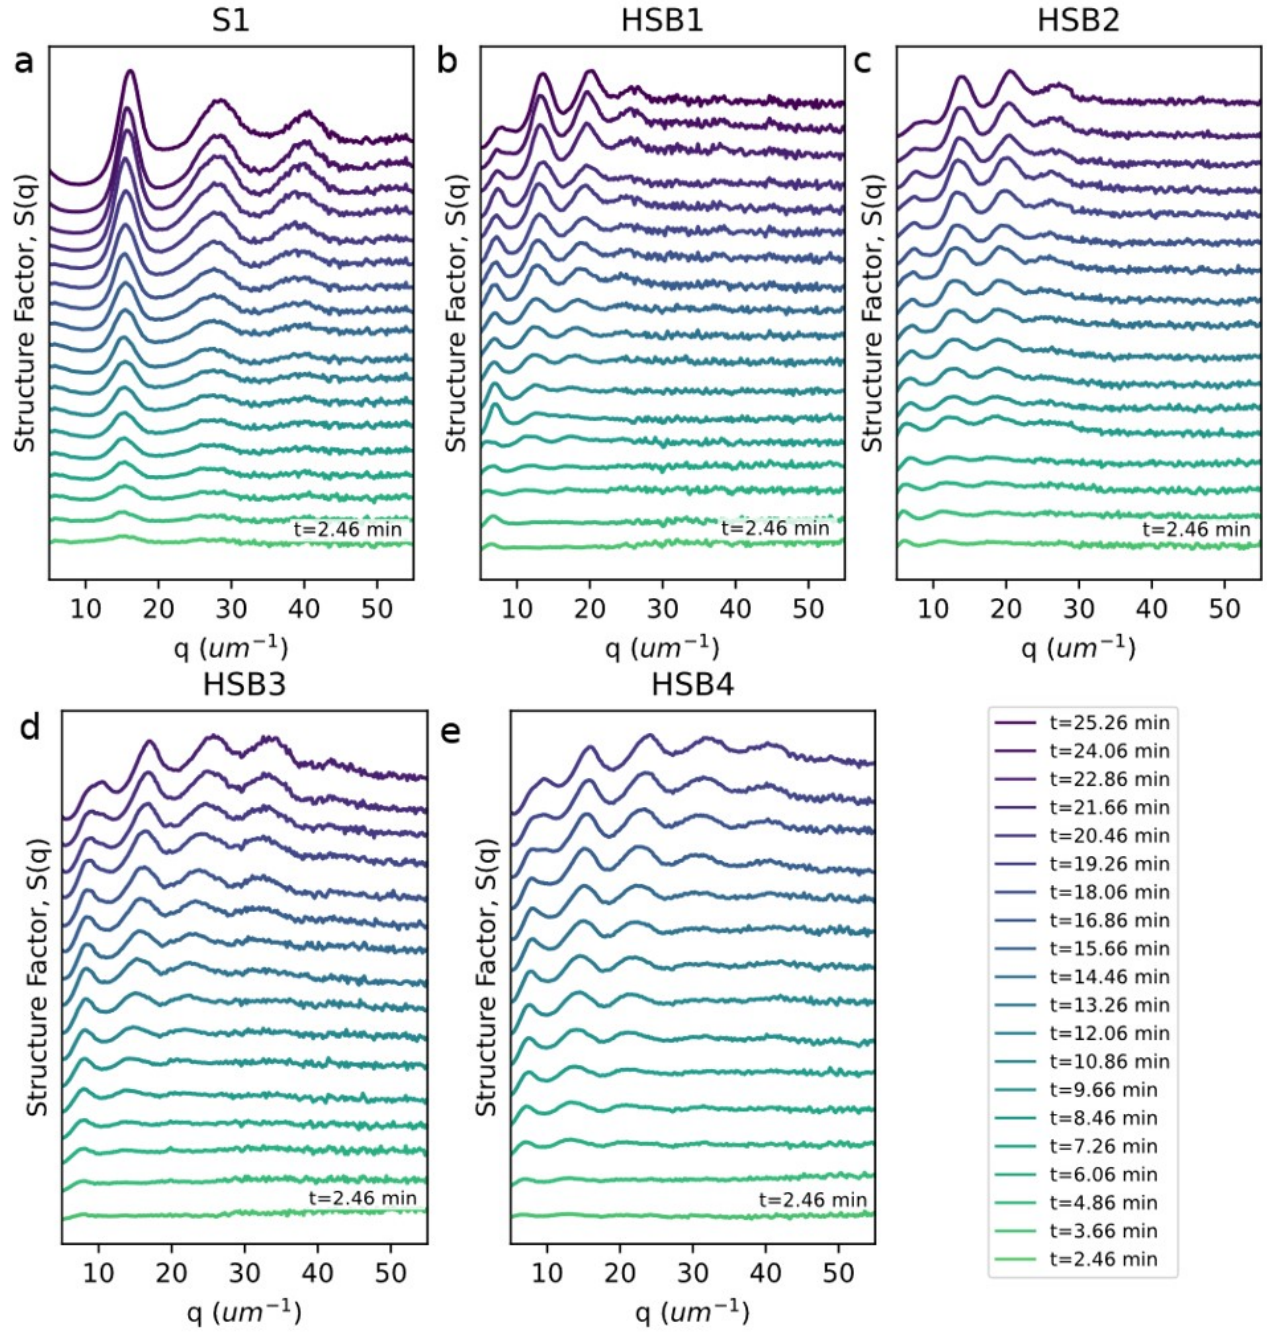 S1
HSB1
HSB2
a
b
c
Structure Factor, S(q)
Structure Factor, S(q)
Structure Factor, S(q)
t=2.46 min
t=2.46 min
t=2.46 min
10 20 30 40 50
10 20 30 40 50
10 20 30 40 50
q (um⁻¹)
q (um⁻¹)
q (um⁻¹)
HSB3
HSB4
d
e
Structure Factor, S(q)
Structure Factor, S(q)
t=2.46 min
t=2.46 min
10 20 30 40 50
10 20 30 40 50
q (um⁻¹)
q (um⁻¹)
t=25.26 min
t=24.06 min
t=22.86 min
t=21.66 min
t=20.46 min
t=19.26 min
t=18.06 min
t=16.86 min
t=15.66 min
t=14.46 min
t=13.26 min
t=12.06 min
t=10.86 min
t=9.66 min
t=8.46 min
t=7.26 min
t=6.06 min
t=4.86 min
t=3.66 min
t=2.46 min